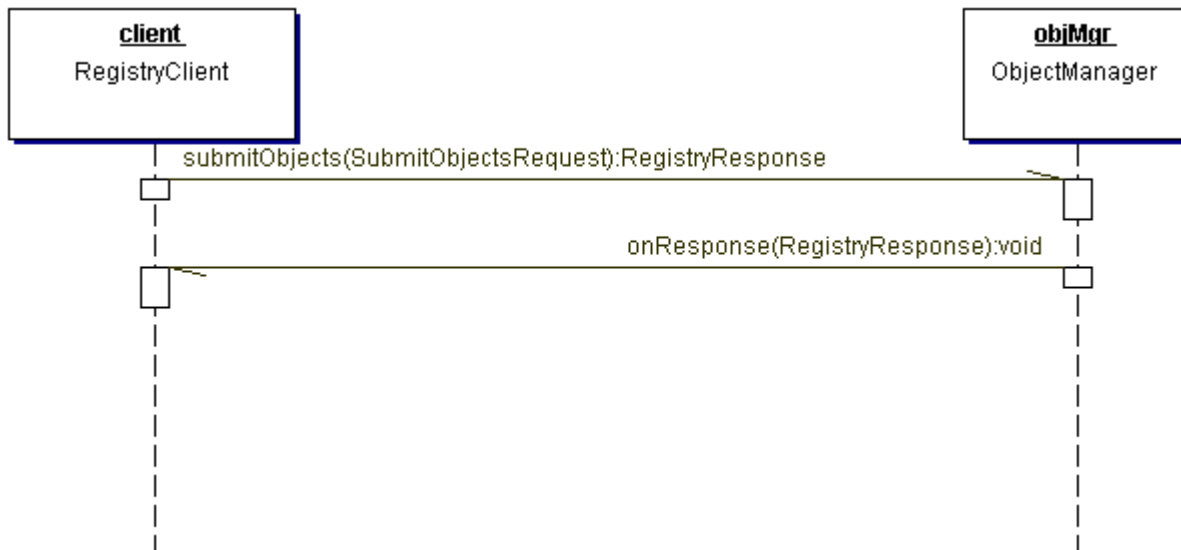 client
RegistryClient
objMgr
ObjectManager
submitObjects(SubmitObjectsRequest):RegistryResponse
onResponse(RegistryResponse):void